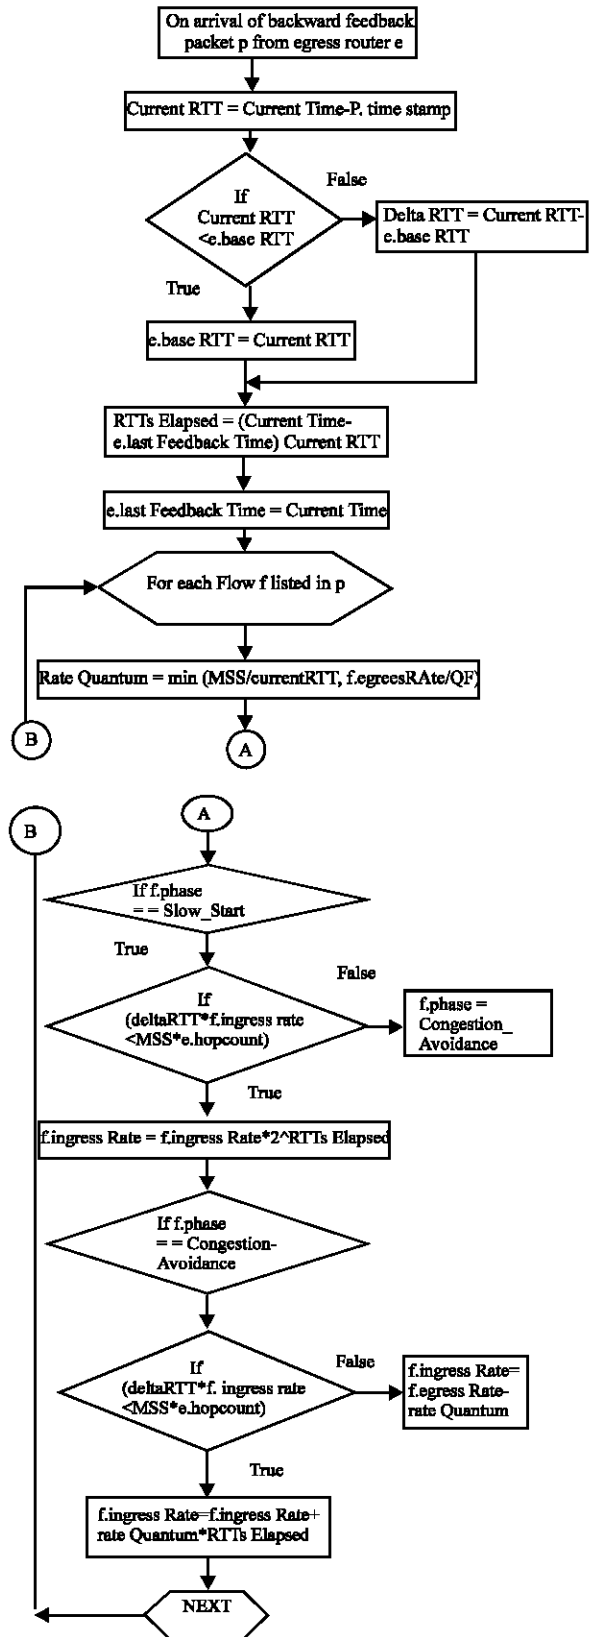 On arrival of backward feedback
packet p from egress router e
Current RTT = Current Time-P. time stamp
If
Current RTT
<e.base RTT
False
Delta RTT = Current RTT-
e.base RTT
True
e.base RTT = Current RTT
RTTs Elapsed = (Current Time-
e.last Feedback Time) Current RTT
e.last Feedback Time = Current Time
For each Flow f listed in p
Rate Quantum = min (MSS/currentRTT, f.egreesRAte/QF)
B
A
B
A
If f.phase
= = Slow_Start
True
If
(deltaRTT*f.ingress rate
<MSS*e.hopcount)
False
f.phase =
Congestion_
Avoidance
True
f.ingress Rate = f.ingress Rate*2^RTTs Elapsed
If f.phase
= = Congestion-
Avoidance
If
(deltaRTT*f. ingress rate
<MSS*e.hopcount)
False
f.ingress Rate=
f.egress Rate-
rate Quantum
True
f.ingress Rate=f.ingress Rate+
rate Quantum*RTTs Elapsed
NEXT